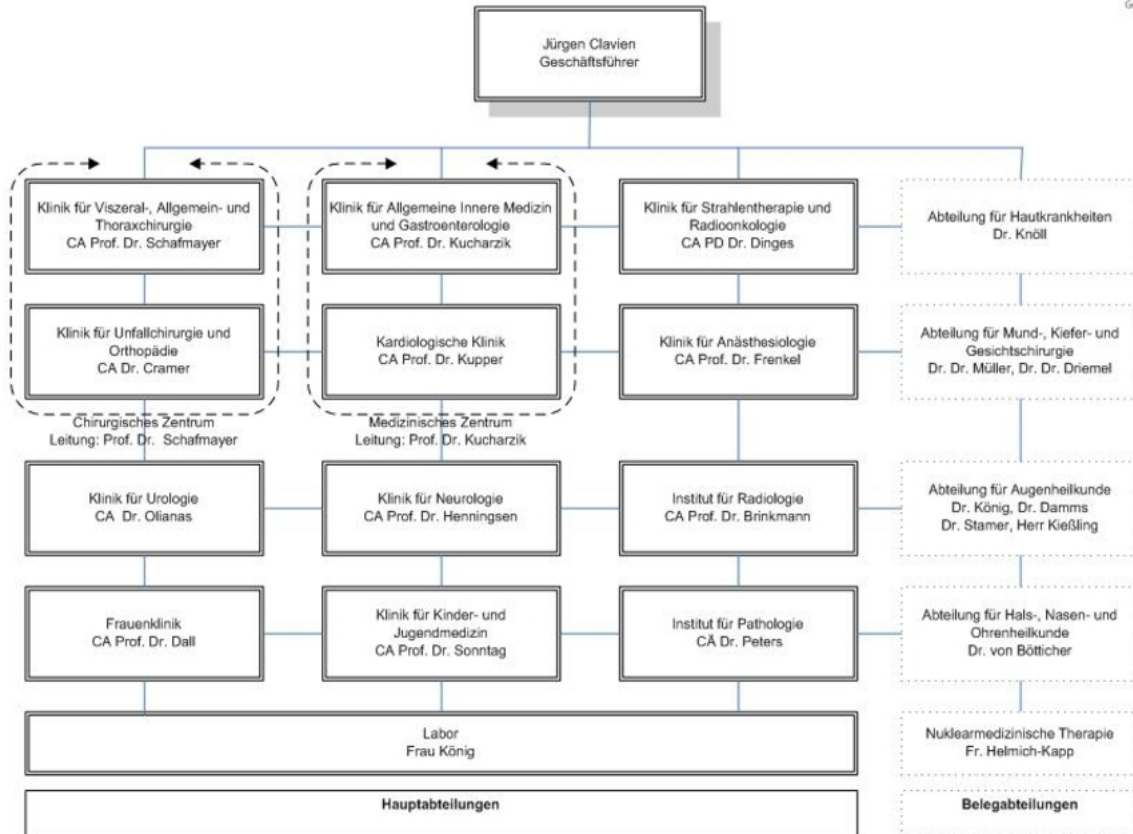 Jürgen Clavien
Geschäftsführer
Klinik für Viszeral-, Allgemein- und
Thoraxchirurgie
CA Prof. Dr. Schafmayer
Klinik für Allgemeine Innere Medizin
und Gastroenterologie
CA Prof. Dr. Kucharzik
Klinik für Strahlentherapie und
Radioonkologie
CA PD Dr. Dinges
Abteilung für Hautkrankheiten
Dr. Knöll
Klinik für Unfallchirurgie und
Orthopädie
CA Dr. Cramer
Kardiologische Klinik
CA Prof. Dr. Kupper
Klinik für Anästhesiologie
CA Prof. Dr. Frenkel
Abteilung für Mund-, Kiefer- und
Gesichtschirurgie
Dr. Dr. Müller, Dr. Dr. Driemel
Chirurgisches Zentrum
Leitung: Prof. Dr. Schafmayer
Medizinisches Zentrum
Leitung: Prof. Dr. Kucharzik
Klinik für Urologie
CA Dr. Olianas
Klinik für Neurologie
CA Prof. Dr. Henningsen
Institut für Radiologie
CA Prof. Dr. Brinkmann
Abteilung für Augenheilkunde
Dr. König, Dr. Damms
Dr. Stamer, Herr Kießling
Frauenklinik
CA Prof. Dr. Dall
Klinik für Kinder- und
Jugendmedizin
CA Prof. Dr. Sonntag
Institut für Pathologie
CÄ Dr. Peters
Abteilung für Hals-, Nasen- und
Ohrenheilkunde
Dr. von Bötticher
Labor
Frau König
Nuklearmedizinische Therapie
Fr. Helmich-Kapp
Hauptabteilungen
Belegabteilungen